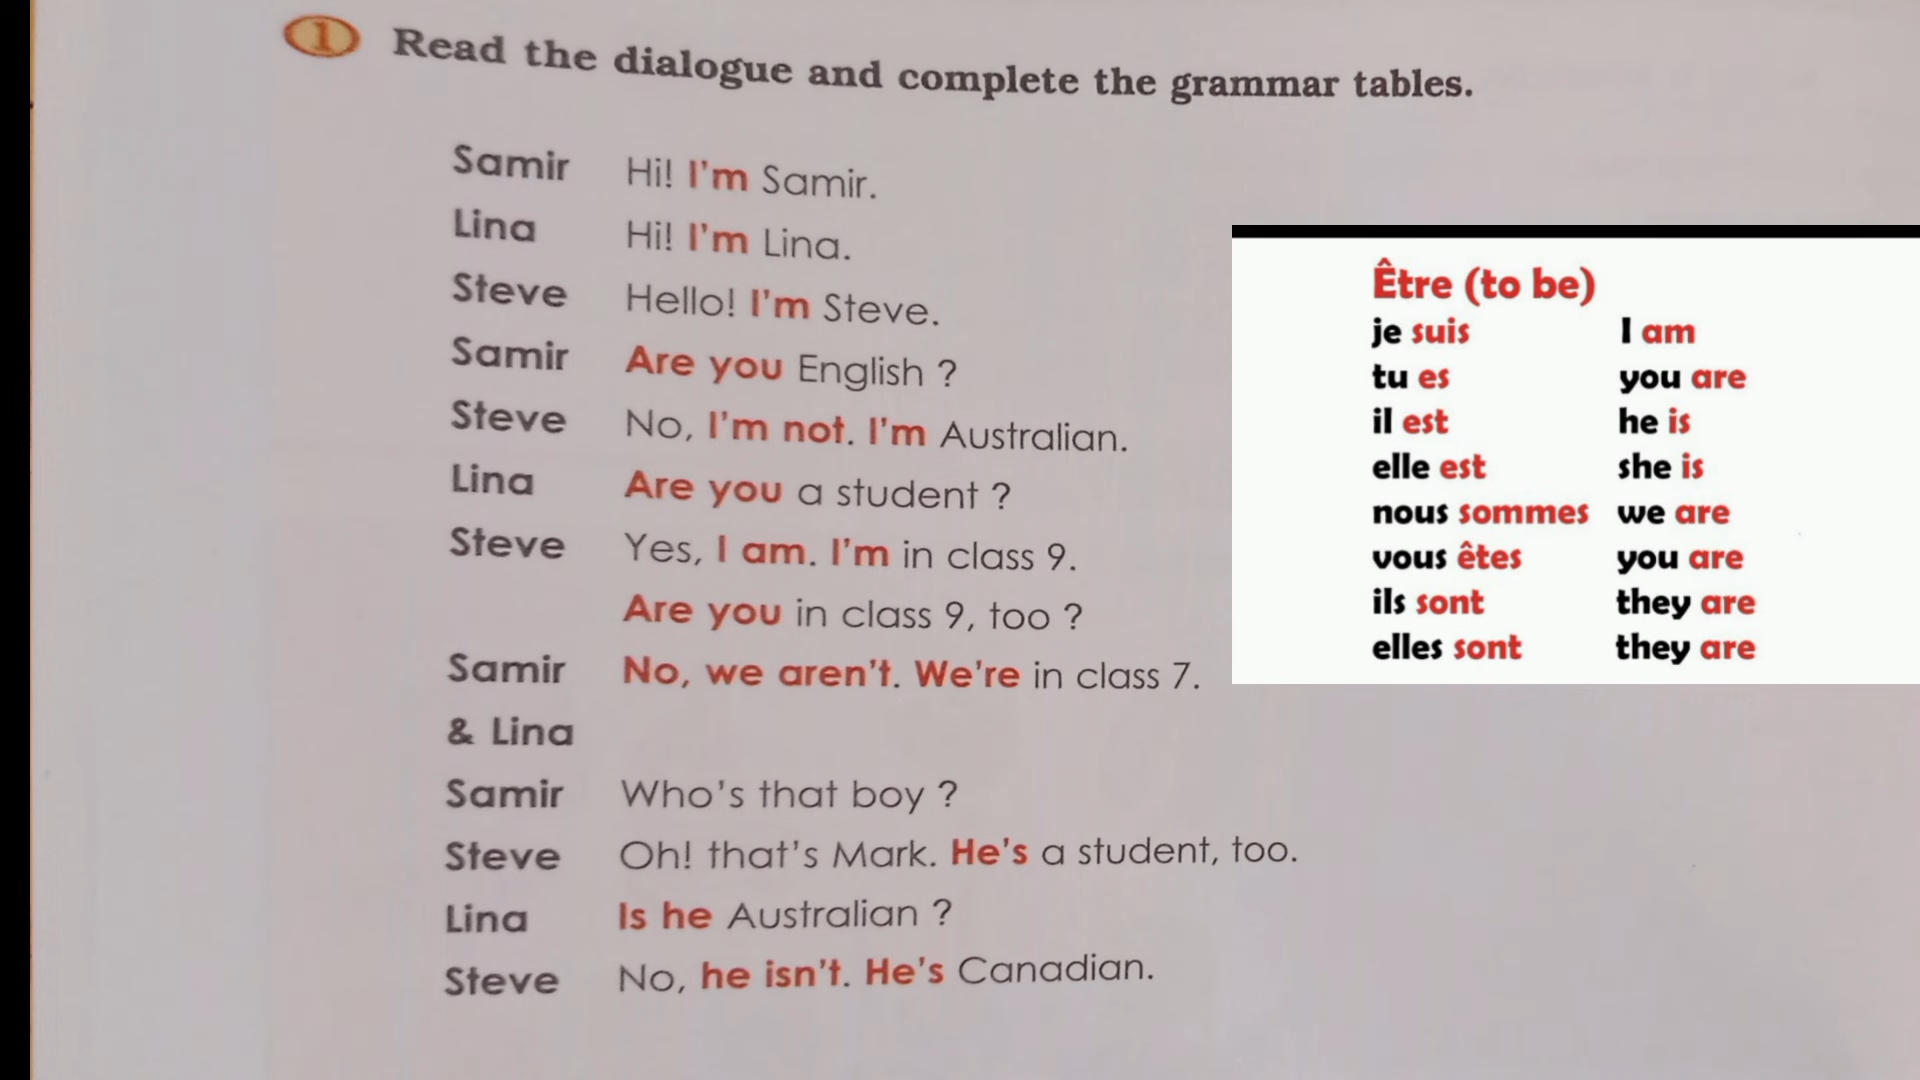 1 Read the dialogue and complete the grammar tables.
Samir Hi! I'm Samir.
Lina Hi! I'm Lina.
Steve Hello! I'm Steve.
Samir Are you English ?
Steve No, I'm not. I'm Australian.
Lina Are you a student ?
Steve Yes, I am. I'm in class 9.
Are you in class 9, too ?
Samir No, we aren't. We're in class 7.
& Lina
Samir Who's that boy ?
Steve Oh! that's Mark. He's a student, too.
Lina Is he Australian ?
Steve No, he isn't. He's Canadian.
Être (to be)
je suis I am
tu es you are
il est he is
elle est she is
nous sommes we are
vous êtes you are
ils sont they are
elles sont they are